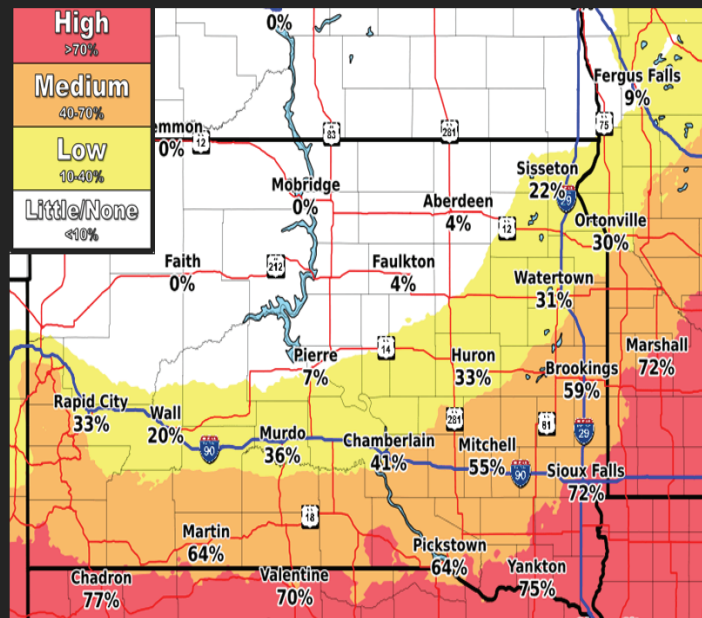 High
>70%
Medium
40-70%
Low
10-40%
Little/None
<10%
0%
Fergus Falls
9%
75
emmon
0%
12
83
281
Sisseton
22%
29
Mobridge
0%
Aberdeen
4%
12
Ortonville
30%
Faith
0%
212
Faulkton
4%
Watertown
31%
14
Pierre
7%
Huron
33%
Brookings
59%
Marshall
72%
Rapid City
33%
Wall
20%
90
Murdo
36%
Chamberlain
41%
281
81
29
Mitchell
55%
90
Sioux Falls
72%
18
Martin
64%
Pickstown
64%
Chadron
77%
Valentine
70%
Yankton
75%